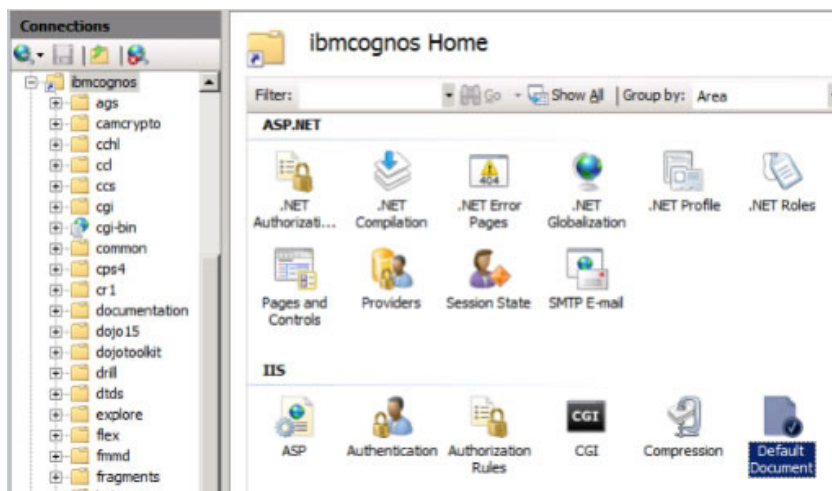 Connections
ibmcognos
ags
camcrypto
cchl
ccl
ccs
cgi
cgi-bin
common
cps4
cr1
documentation
dojo15
dojotoolkit
drill
dtds
explore
flex
fmmd
fragments
ibmcognos Home
Filter: Go Show All Group by: Area
ASP.NET
.NET Authorizati...
.NET Compilation
404
.NET Error Pages
.NET Globalization
.NET Profile
.NET Roles
Pages and Controls
Providers
Session State
SMTP E-mail
IIS
ASP
Authentication
Authorization Rules
CGI
CGI
Compression
Default Document